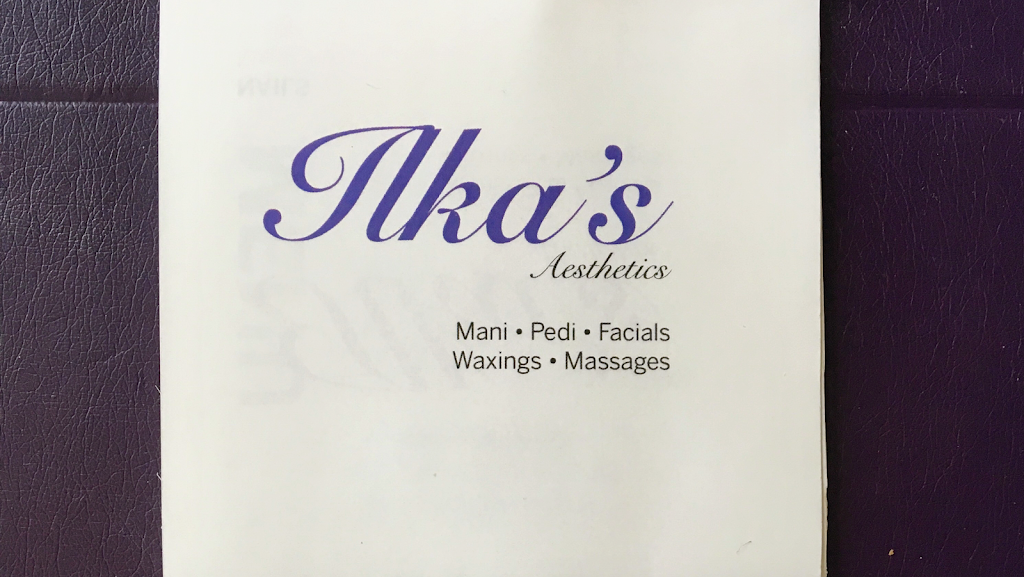 Ilka's
Aesthetics
Mani • Pedi • Facials
Waxings • Massages